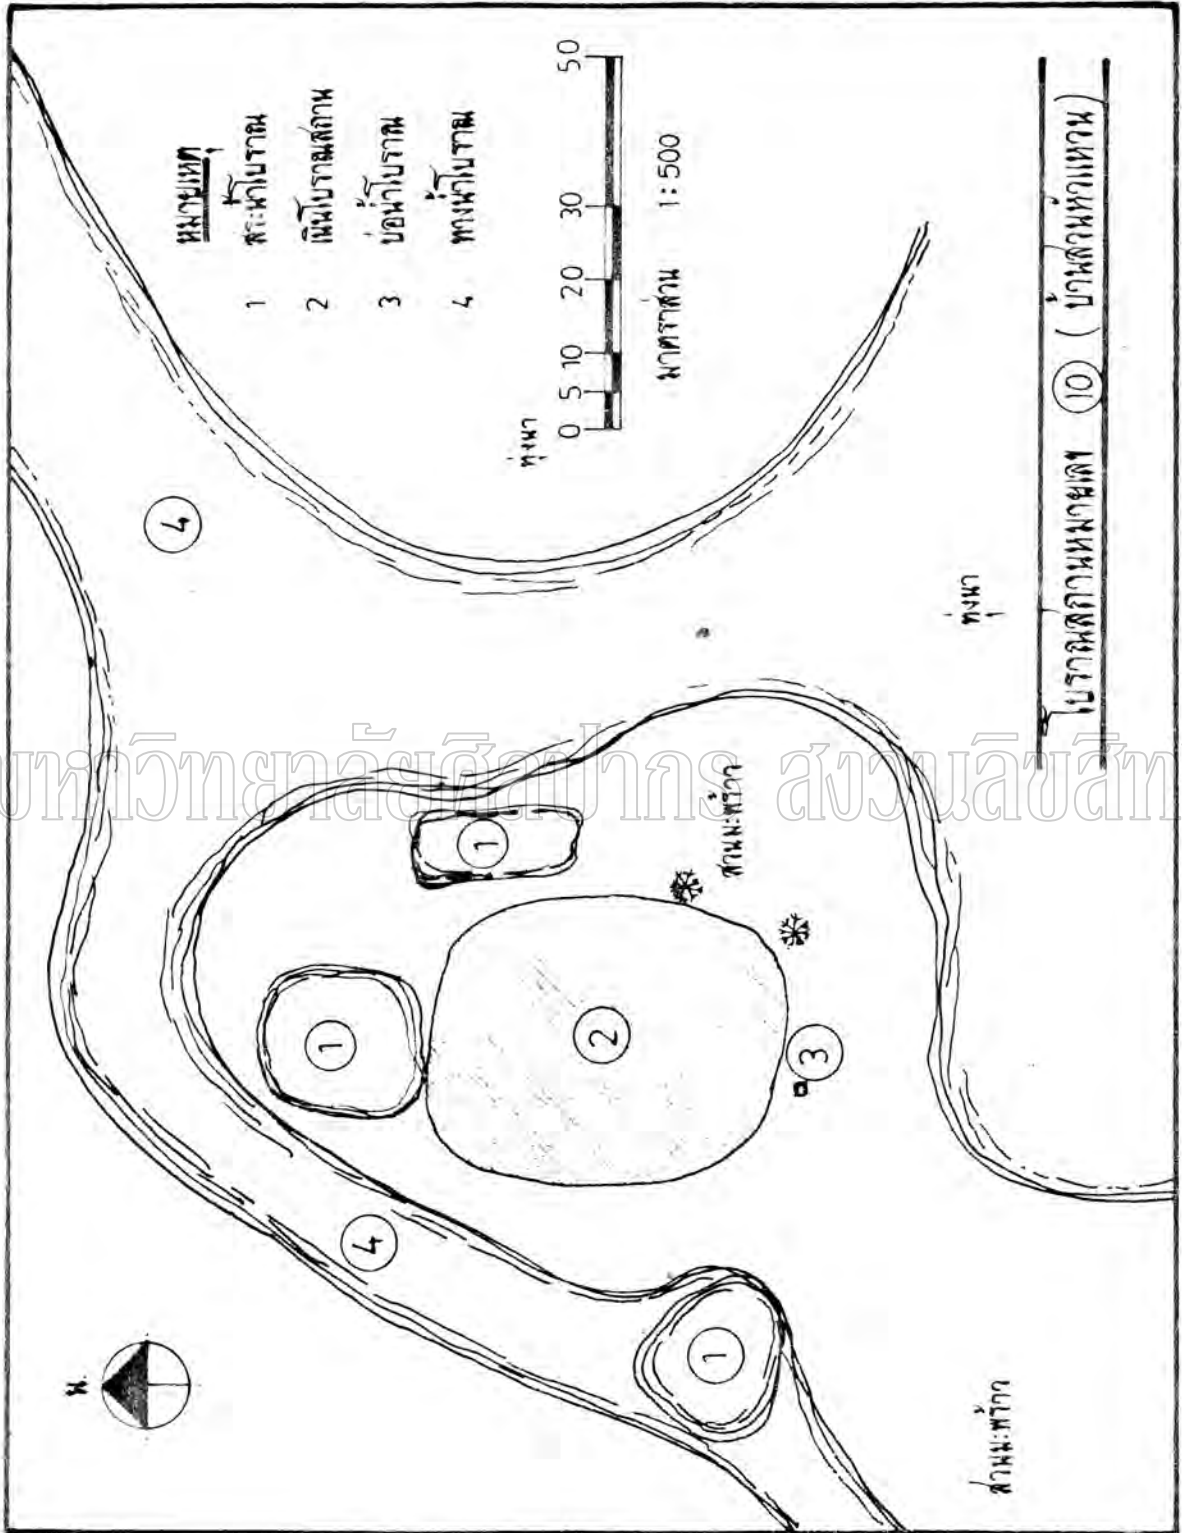 น.
หมายเหตุ
1 สระน้ำโบราณ
2 เนินโบราณสถาน
3 บ่อน้ำโบราณ
4 ทางน้ำโบราณ
4
4
1
1
1
2
3
ทุ่งนา
0 5 10 20 30 50
มาตราส่วน 1:500
สวนมะพร้าว
ทุ่งนา
สวนมะพร้าว
โบราณสถานหมายเลข 10 ( บ้านสวนหัวแหวน )
มหาวิทยาลัยศิลปากร สงวนลิขสิท